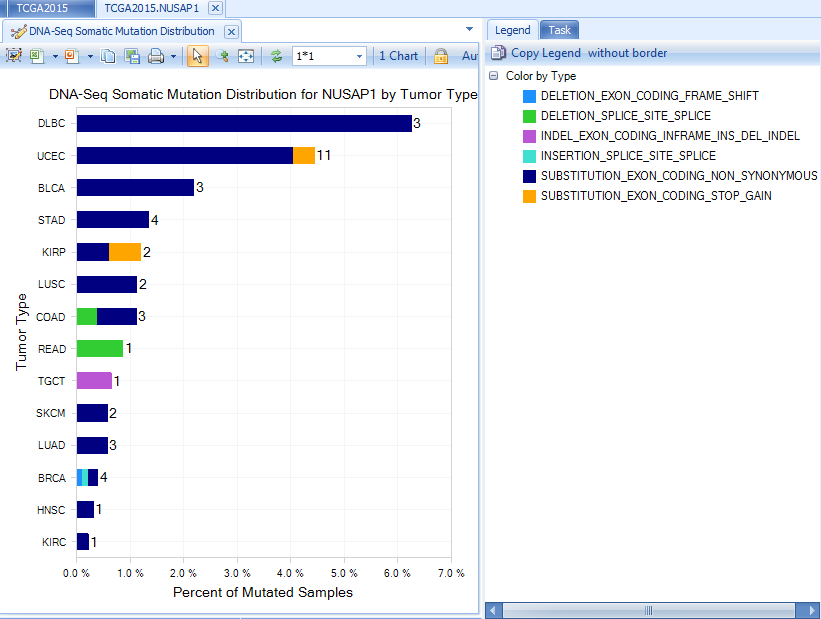 TCGA2015
TCGA2015.NUSAP1
DNA-Seq Somatic Mutation Distribution
1*1
1 Chart
Au
DNA-Seq Somatic Mutation Distribution for NUSAP1 by Tumor Type
Tumor Type
DLBC 3
UCEC 11
BLCA 3
STAD 4
KIRP 2
LUSC 2
COAD 3
READ 1
TGCT 1
SKCM 2
LUAD 3
BRCA 4
HNSC 1
KIRC 1
0.0 % 1.0 % 2.0 % 3.0 % 4.0 % 5.0 % 6.0 % 7.0 %
Percent of Mutated Samples
Legend Task
Copy Legend without border
Color by Type
DELETION_EXON_CODING_FRAME_SHIFT
DELETION_SPLICE_SITE_SPLICE
INDEL_EXON_CODING_INFRAME_INS_DEL_INDEL
INSERTION_SPLICE_SITE_SPLICE
SUBSTITUTION_EXON_CODING_NON_SYNONYMOUS
SUBSTITUTION_EXON_CODING_STOP_GAIN